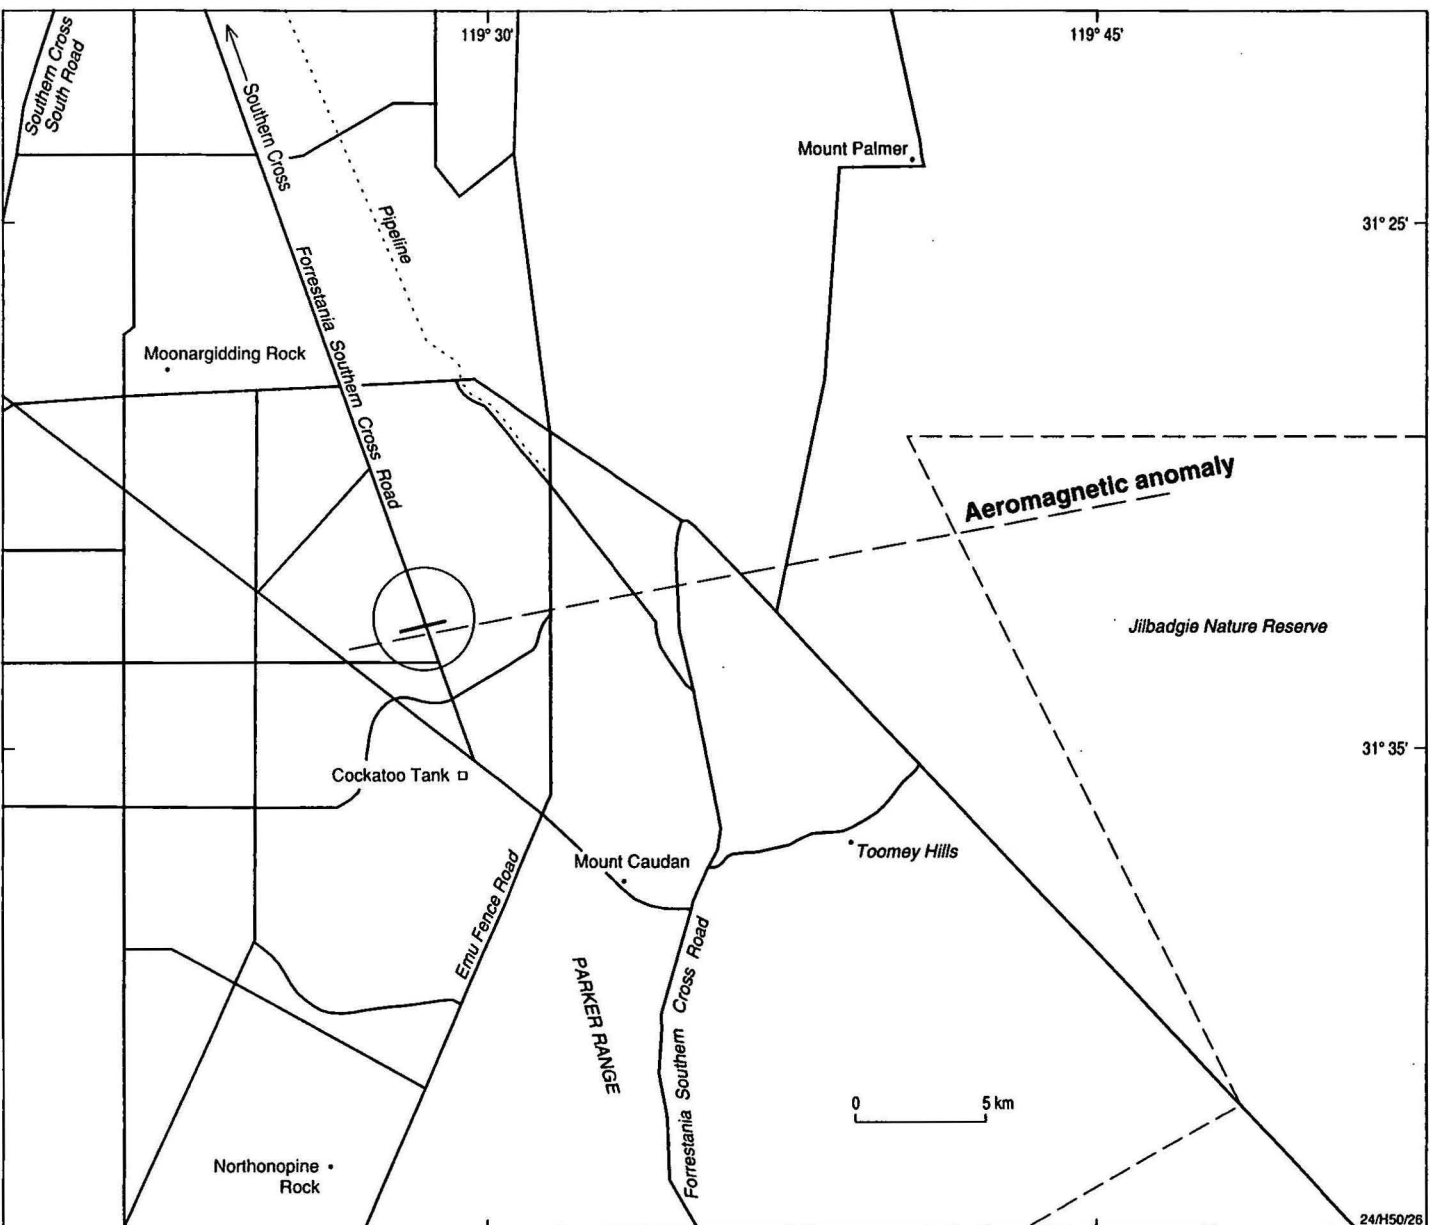 Southern Cross
South Road
119° 30'
119° 45'
Southern Cross
Mount Palmer
Pipeline
31° 25'
Forrestania Southern Cross Road
Moonargidding Rock
Aeromagnetic anomaly
Jilbadgie Nature Reserve
31° 35'
Cockatoo Tank
Mount Caudan
Toomey Hills
Emu Fence Road
PARKER RANGE
Forrestania Southern Cross Road
0 5 km
Northonopine
Rock
24/H50/26